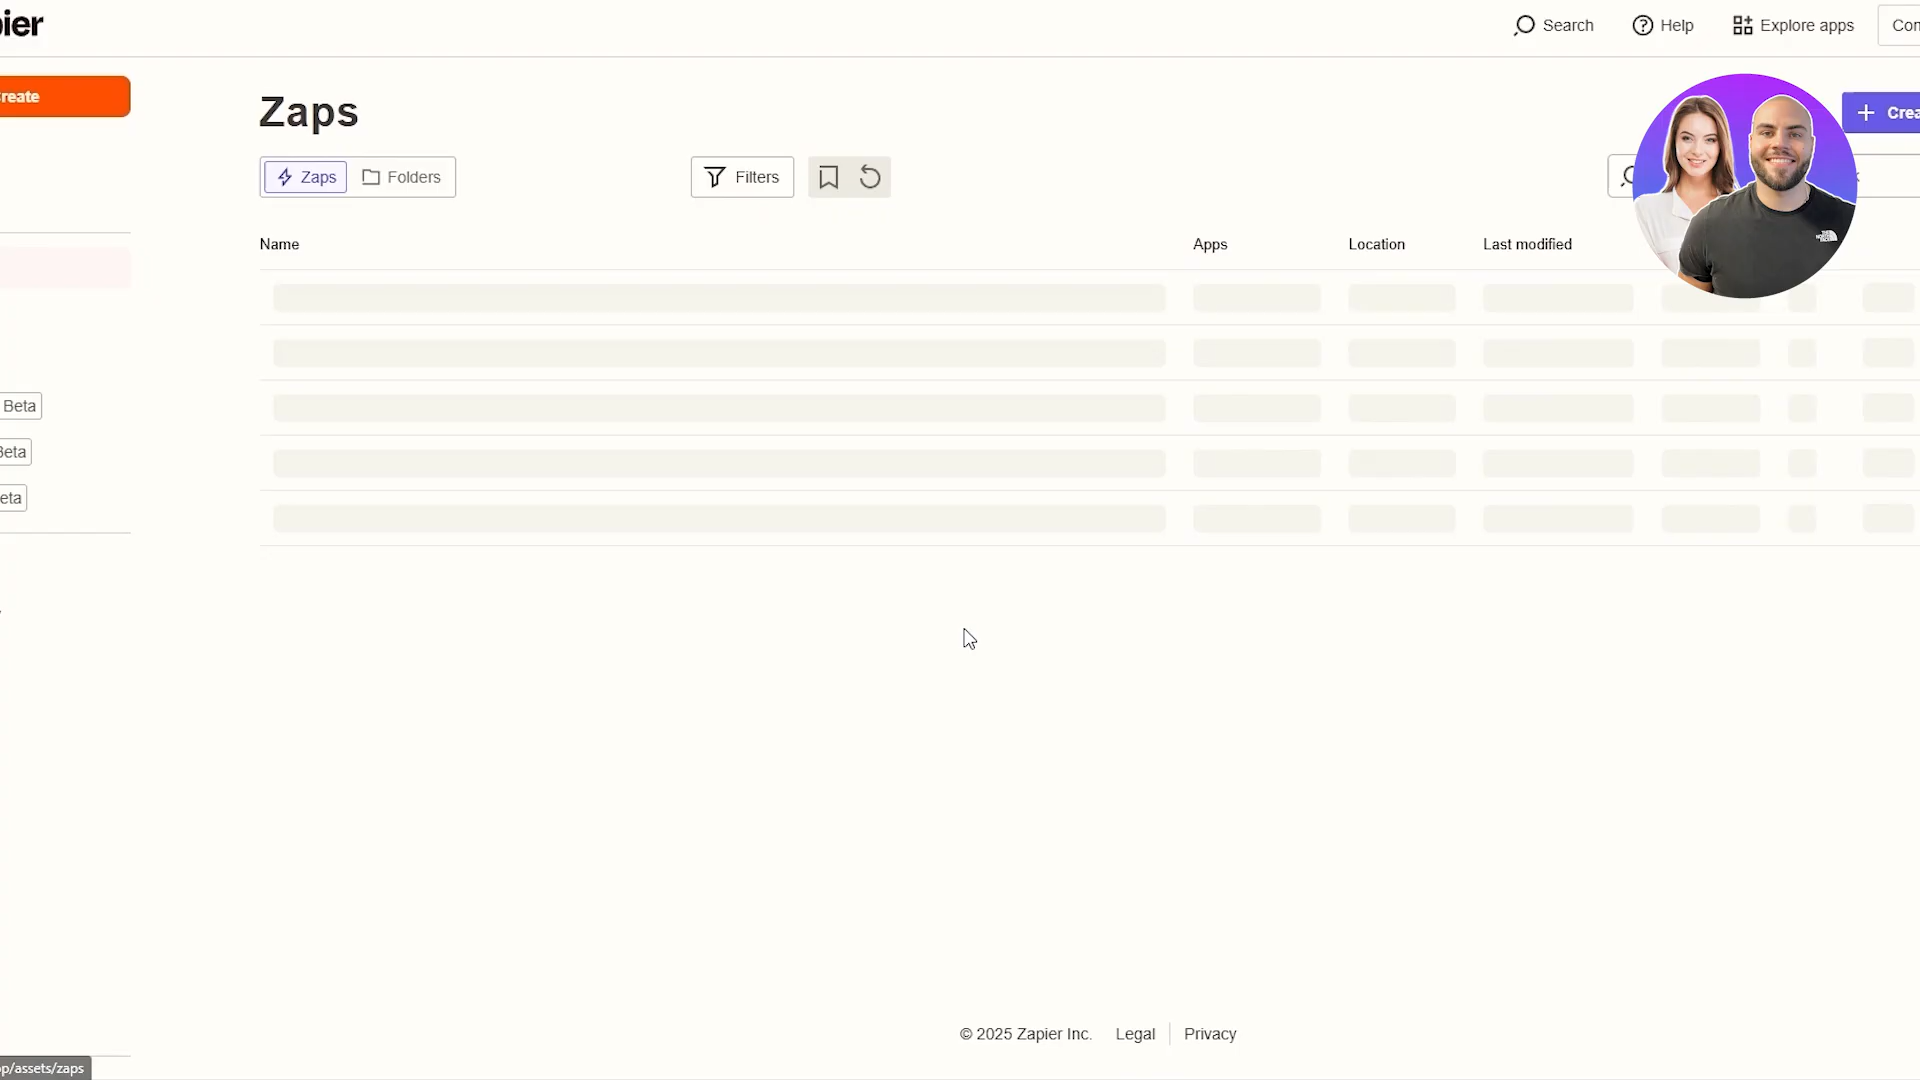 pier
Search
Help
Explore apps
Con
reate
Zaps
Crea
Zaps
Folders
Filters
Name
Apps
Location
Last modified
Beta
Beta
eta
© 2025 Zapier Inc.
Legal
Privacy
p/assets/zaps